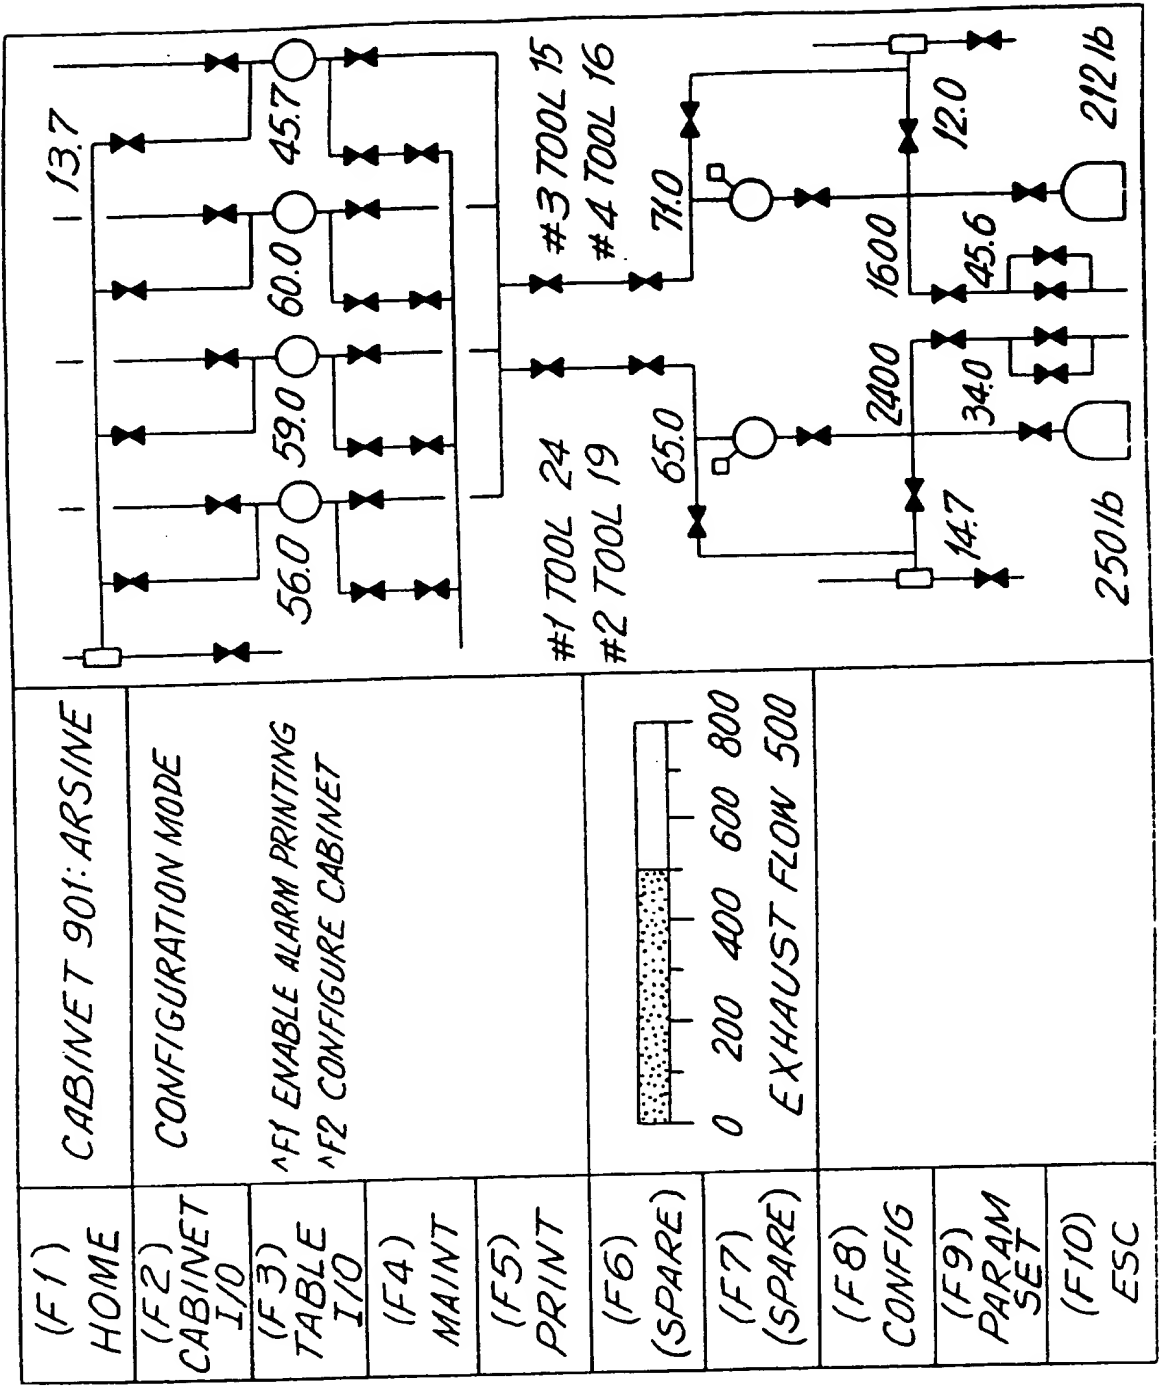 (F1)
HOME
(F2)
CABINET
I/O
(F3)
TABLE
I/O
(F4)
MAINT
(F5)
PRINT
(F6)
(SPARE)
(F7)
(SPARE)
(F8)
CONFIG
(F9)
PARAM
SET
(F10)
ESC
CABINET 901: ARSINE
CONFIGURATION MODE
^F1 ENABLE ALARM PRINTING
^F2 CONFIGURE CABINET
0 200 400 600 800
EXHAUST FLOW 500
13.7
56.0 59.0 60.0 45.7
#1 TOOL 24
#2 TOOL 19
#3 TOOL 15
#4 TOOL 16
65.0 71.0
2400 1600
14.7 34.0 45.6 12.0
250 lb 212 lb